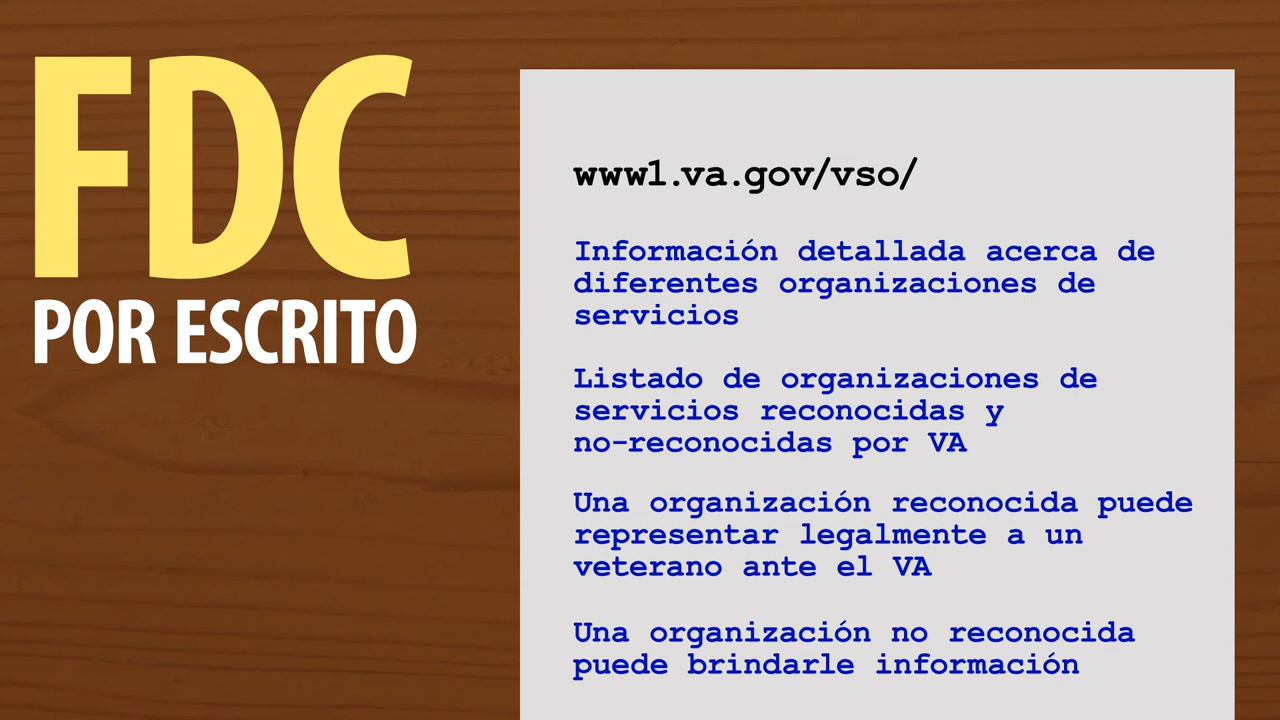 FDC
POR ESCRITO
www1.va.gov/vso/
Información detallada acerca de
diferentes organizaciones de
servicios
Listado de organizaciones de
servicios reconocidas y
no-reconocidas por VA
Una organización reconocida puede
representar legalmente a un
veterano ante el VA
Una organización no reconocida
puede brindarle información